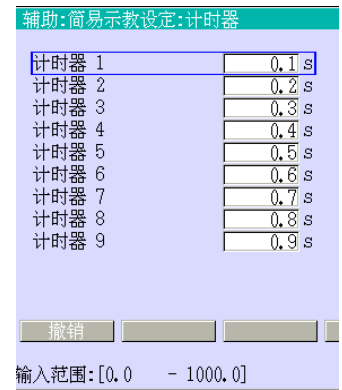 辅助:简易示教设定:计时器
计时器 1 0.1 s
计时器 2 0.2 s
计时器 3 0.3 s
计时器 4 0.4 s
计时器 5 0.5 s
计时器 6 0.6 s
计时器 7 0.7 s
计时器 8 0.8 s
计时器 9 0.9 s
撤销
输入范围:[0.0 - 1000.0]